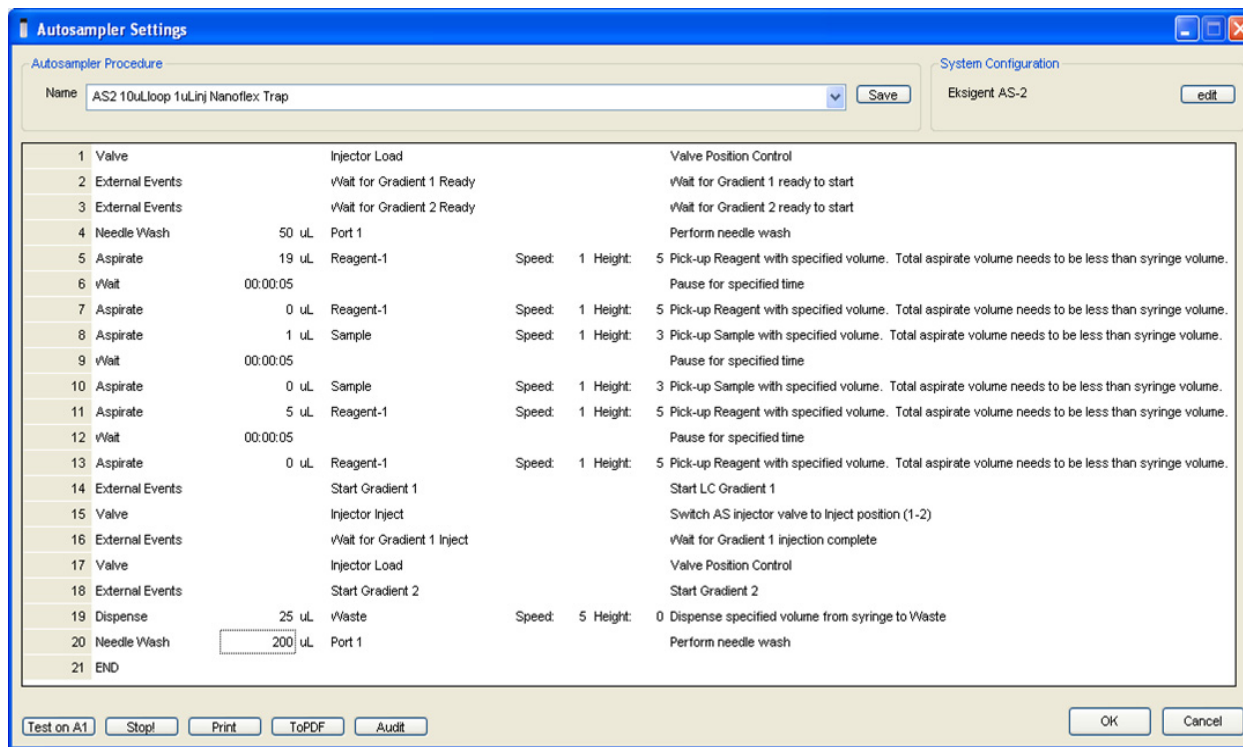 Autosampler Settings
Autosampler Procedure
System Configuration
Name AS2 10uLloop 1uLinj Nanoflex Trap Save
Eksigent AS-2 edit
1 Valve Injector Load Valve Position Control
2 External Events Wait for Gradient 1 Ready Wait for Gradient 1 ready to start
3 External Events Wait for Gradient 2 Ready Wait for Gradient 2 ready to start
4 Needle Wash 50 uL Port 1 Perform needle wash
5 Aspirate 19 uL Reagent-1 Speed: 1 Height: 5 Pick-up Reagent with specified volume. Total aspirate volume needs to be less than syringe volume.
6 Wait 00:00:05 Pause for specified time
7 Aspirate 0 uL Reagent-1 Speed: 1 Height: 5 Pick-up Reagent with specified volume. Total aspirate volume needs to be less than syringe volume.
8 Aspirate 1 uL Sample Speed: 1 Height: 3 Pick-up Sample with specified volume. Total aspirate volume needs to be less than syringe volume.
9 Wait 00:00:05 Pause for specified time
10 Aspirate 0 uL Sample Speed: 1 Height: 3 Pick-up Sample with specified volume. Total aspirate volume needs to be less than syringe volume.
11 Aspirate 5 uL Reagent-1 Speed: 1 Height: 5 Pick-up Reagent with specified volume. Total aspirate volume needs to be less than syringe volume.
12 Wait 00:00:05 Pause for specified time
13 Aspirate 0 uL Reagent-1 Speed: 1 Height: 5 Pick-up Reagent with specified volume. Total aspirate volume needs to be less than syringe volume.
14 External Events Start Gradient 1 Start LC Gradient 1
15 Valve Injector Inject Switch AS injector valve to Inject position (1-2)
16 External Events Wait for Gradient 1 Inject Wait for Gradient 1 injection complete
17 Valve Injector Load Valve Position Control
18 External Events Start Gradient 2 Start Gradient 2
19 Dispense 25 uL Waste Speed: 5 Height: 0 Dispense specified volume from syringe to Waste
20 Needle Wash 200 uL Port 1 Perform needle wash
21 END
Test on A1 Stop! Print ToPDF Audit OK Cancel